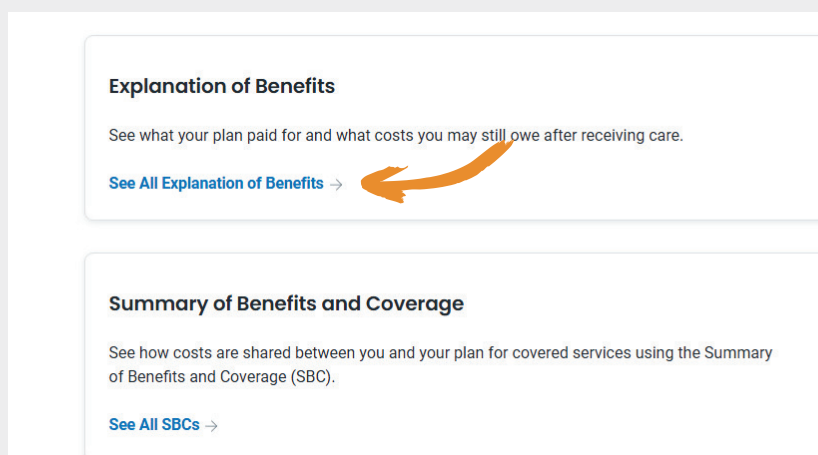 Explanation of Benefits
See what your plan paid for and what costs you may still owe after receiving care.
See All Explanation of Benefits →
Summary of Benefits and Coverage
See how costs are shared between you and your plan for covered services using the Summary
of Benefits and Coverage (SBC).
See All SBCs →